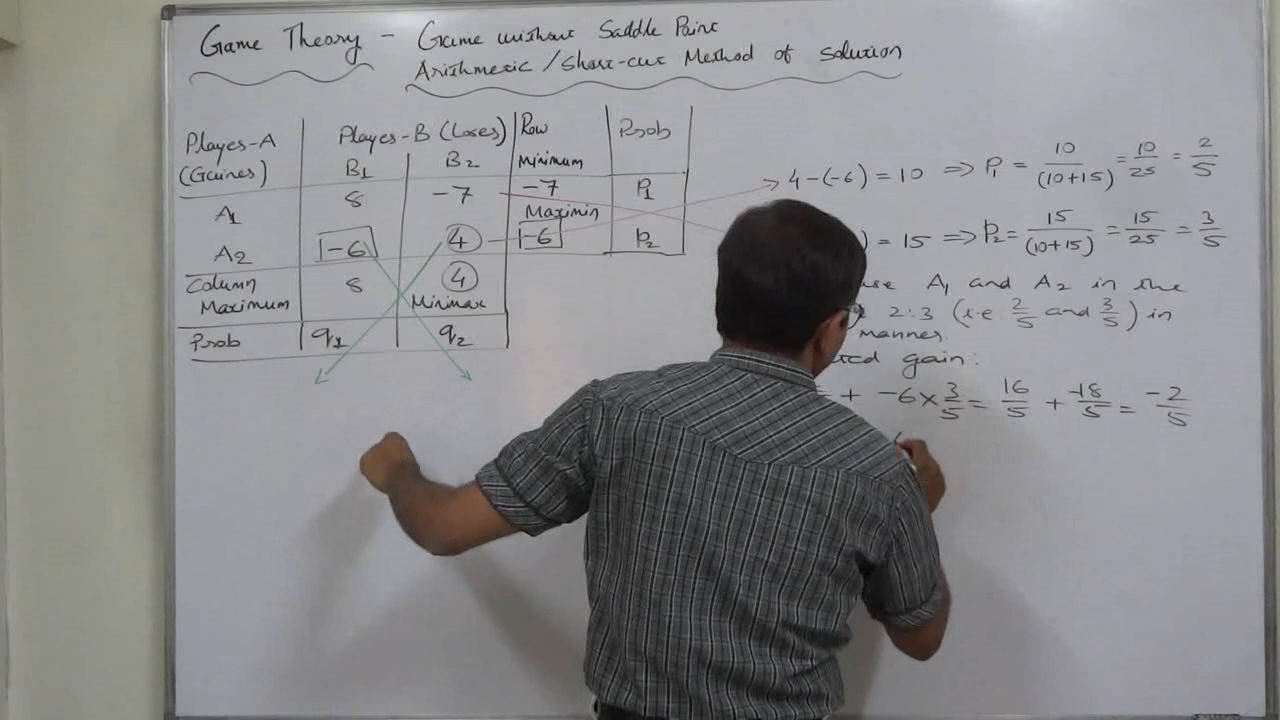 Game Theory - Game without Saddle Point
Arithmetic / Short-cut Method of solution
Player-A (Gainer) Player-B (Loser) Row Minimum Prob
B₁ B₂
A₁ 8 -7 -7 P₁
Maximin
A₂ -6 4 -6 P₂
Column Maximum 8 4
Minimax
Prob q₁ q₂
4-(-6) = 10 ⇒ P₁ = 10/(10+15) = 10/25 = 2/5
) = 15 ⇒ P₂ = 15/(10+15) = 15/25 = 3/5
A₁ and A₂ in the
2:3 (i.e. 2/5 and 3/5) in
manner
gain:
+ -6 × 3/5 = 16/5 + -18/5 = -2/5